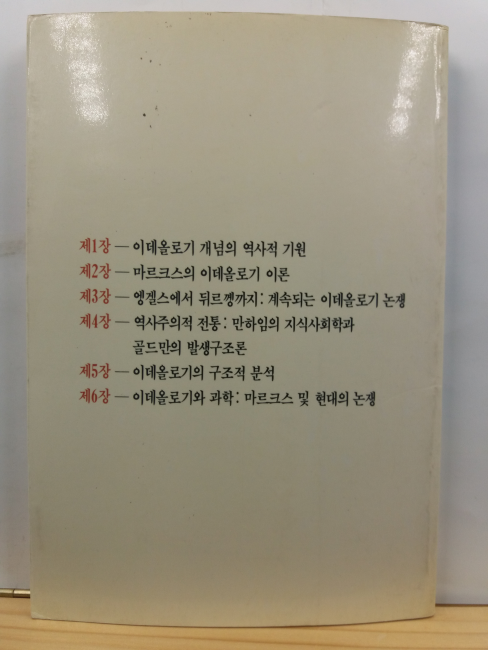 제1장 — 이데올로기 개념의 역사적 기원
제2장 — 마르크스의 이데올로기 이론
제3장 — 엥겔스에서 뒤르껭까지: 계속되는 이데올로기 논쟁
제4장 — 역사주의적 전통: 만하임의 지식사회학과
골드만의 발생구조론
제5장 — 이데올로기의 구조적 분석
제6장 — 이데올로기와 과학: 마르크스 및 현대의 논쟁